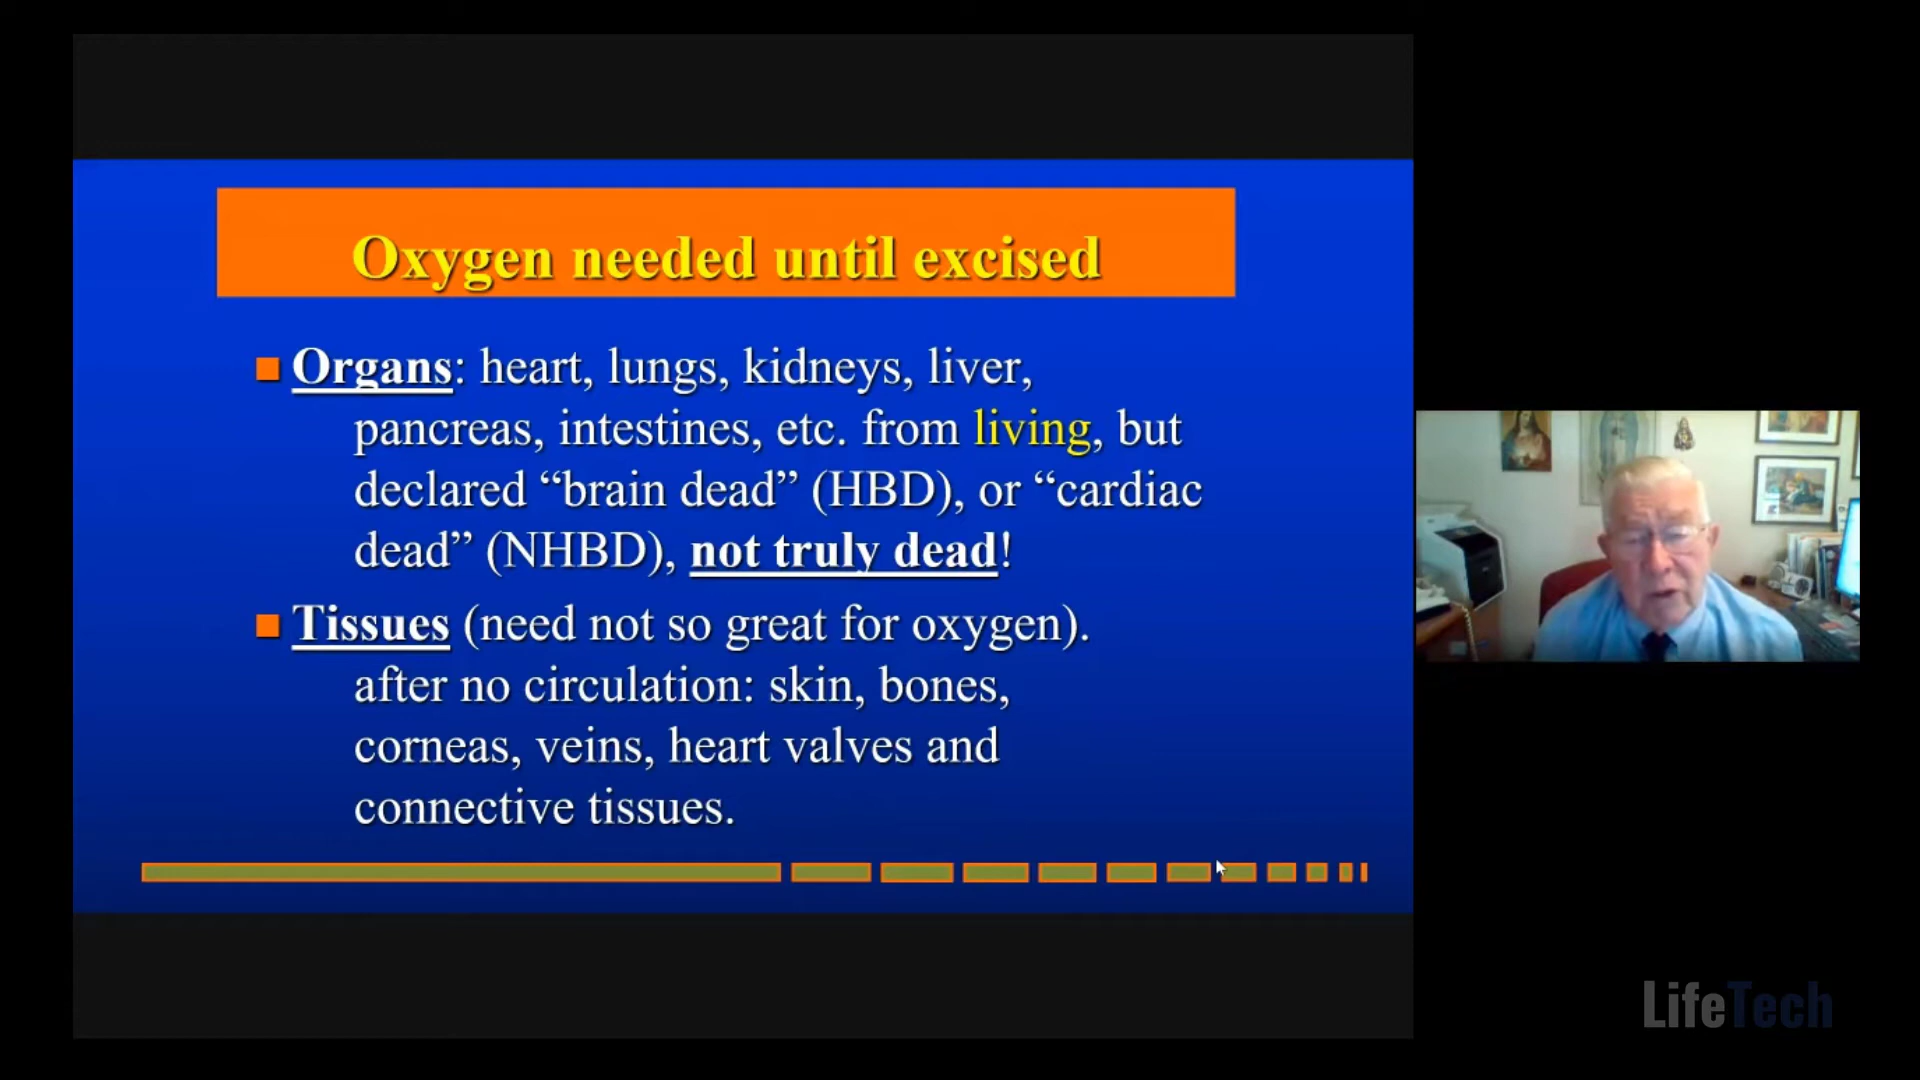 Oxygen needed until excised
Organs: heart, lungs, kidneys, liver,
pancreas, intestines, etc. from living, but
declared “brain dead” (HBD), or “cardiac
dead” (NHBD), not truly dead!
Tissues (need not so great for oxygen).
after no circulation: skin, bones,
corneas, veins, heart valves and
connective tissues.
LifeTech